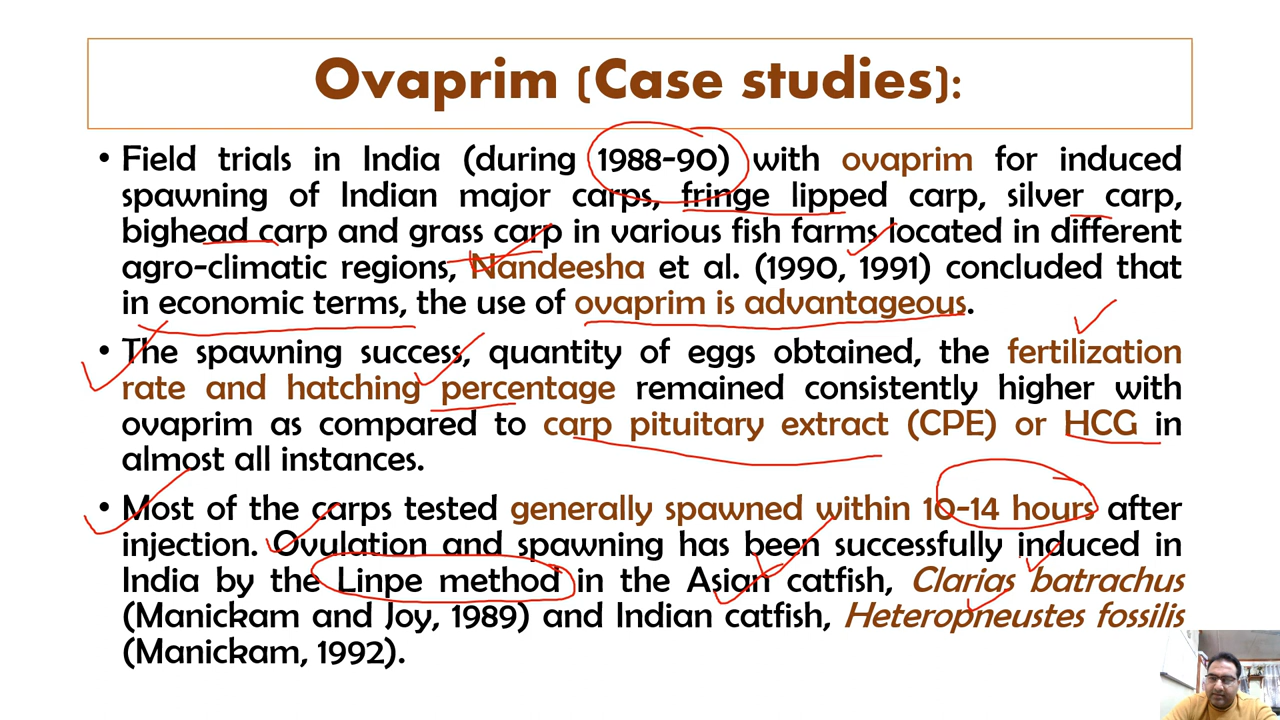 Ovaprim (Case studies):
• Field trials in India (during 1988-90) with ovaprim for induced
spawning of Indian major carps, fringe lipped carp, silver carp,
bighead carp and grass carp in various fish farms located in different
agro-climatic regions, Nandeesha et al. (1990, 1991) concluded that
in economic terms, the use of ovaprim is advantageous.
• The spawning success, quantity of eggs obtained, the fertilization
rate and hatching percentage remained consistently higher with
ovaprim as compared to carp pituitary extract (CPE) or HCG in
almost all instances.
• Most of the carps tested generally spawned within 10-14 hours after
injection. Ovulation and spawning has been successfully induced in
India by the Linpe method in the Asian catfish, Clarias batrachus
(Manickam and Joy, 1989) and Indian catfish, Heteropneustes fossilis
(Manickam, 1992).